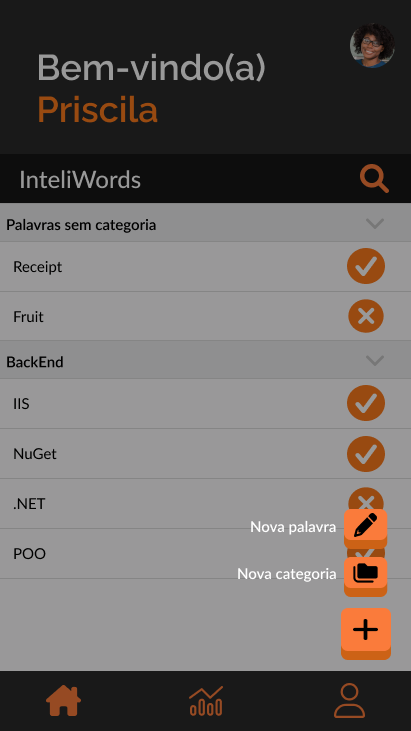 Bem-vindo(a)
Priscila
InteliWords
Palavras sem categoria
Receipt
Fruit
BackEnd
IIS
NuGet
.NET
Nova palavra
POO
Nova categoria